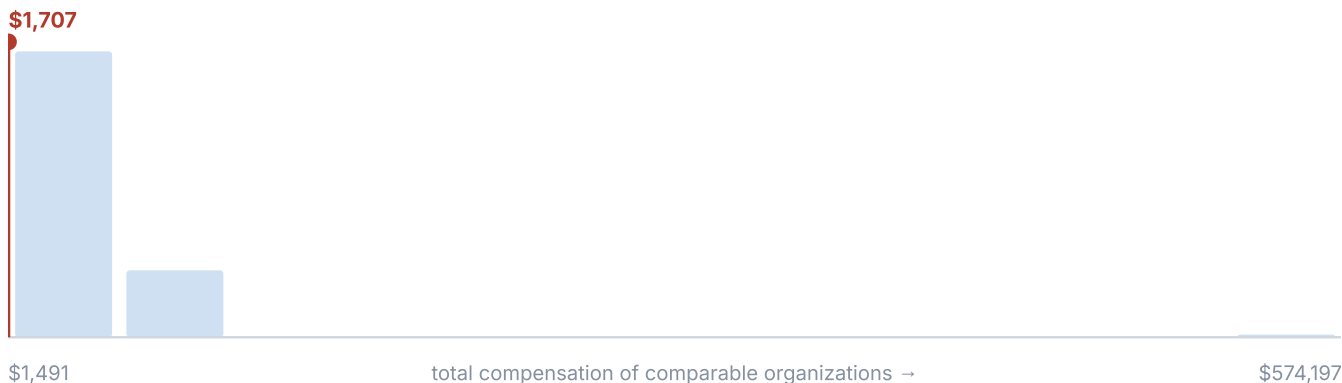 $1,707
$1,491 total compensation of comparable organizations → $574,197